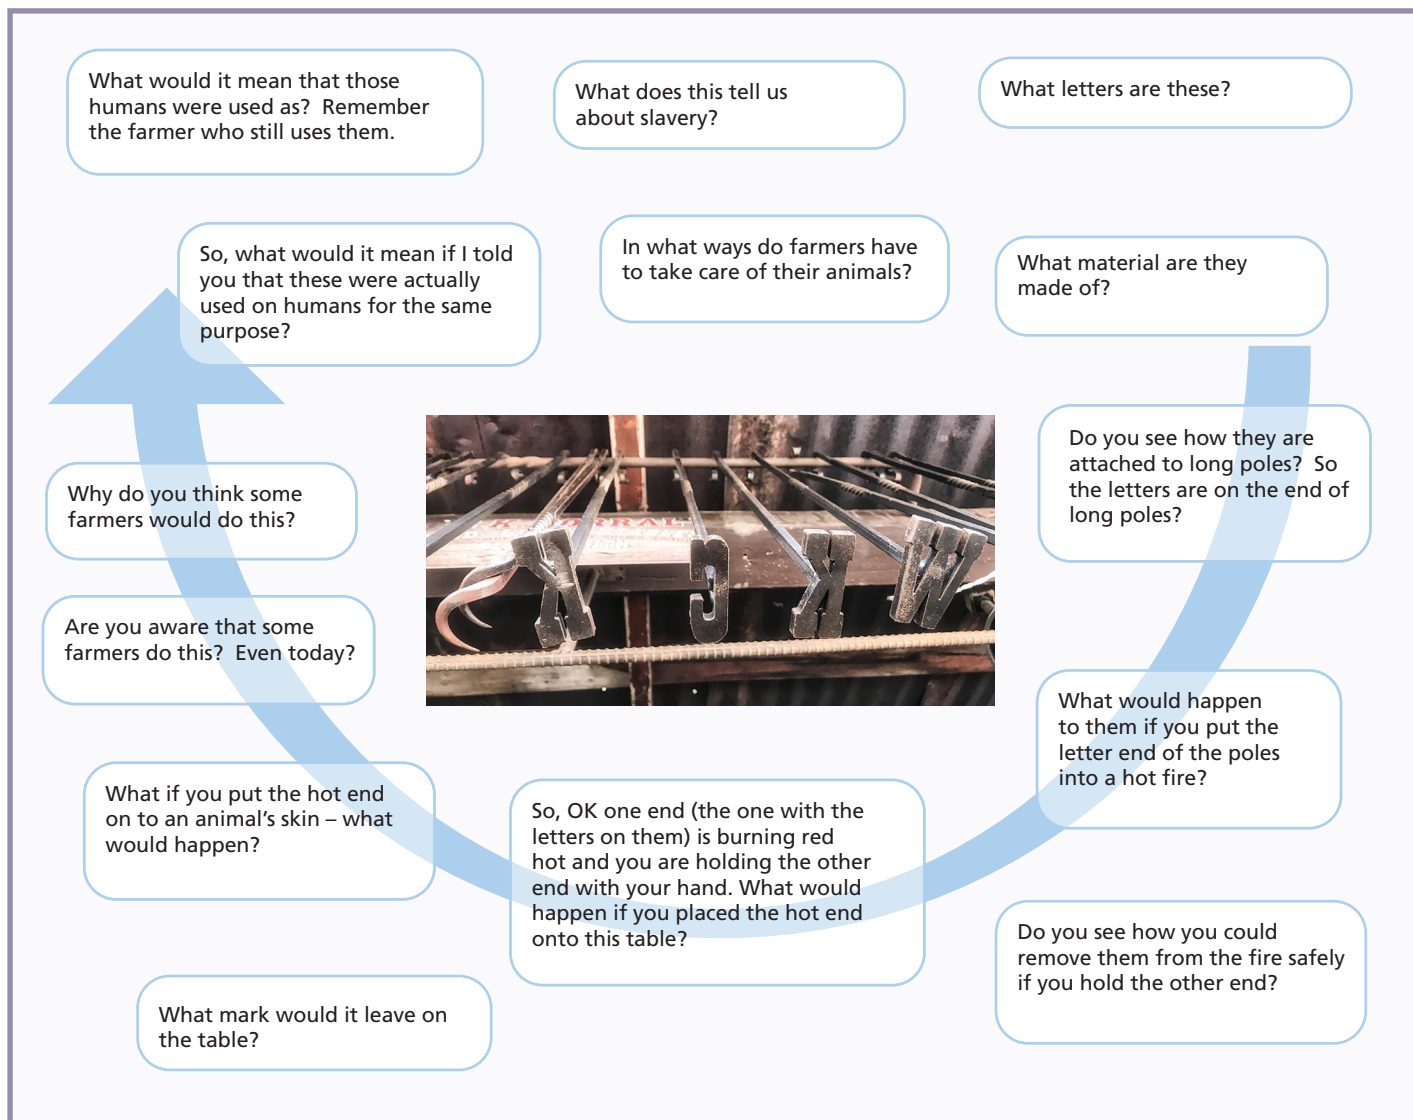 What letters are these?
What material are they
made of?
Do you see how they are
attached to long poles?  So
the letters are on the end of
long poles?
What would happen
to them if you put the
letter end of the poles
into a hot fire?
Do you see how you could
remove them from the fire safely
if you hold the other end?
So, OK one end (the one with the
letters on them) is burning red
hot and you are holding the other
end with your hand. What would
happen if you placed the hot end
onto this table?
What mark would it leave on
the table?
What if you put the hot end
on to an animal's skin – what
would happen?
Are you aware that some
farmers do this?  Even today?
Why do you think some
farmers would do this?
So, what would it mean if I told
you that these were actually
used on humans for the same
purpose?
What would it mean that those
humans were used as?  Remember
the farmer who still uses them.
What does this tell us
about slavery?
In what ways do farmers have
to take care of their animals?